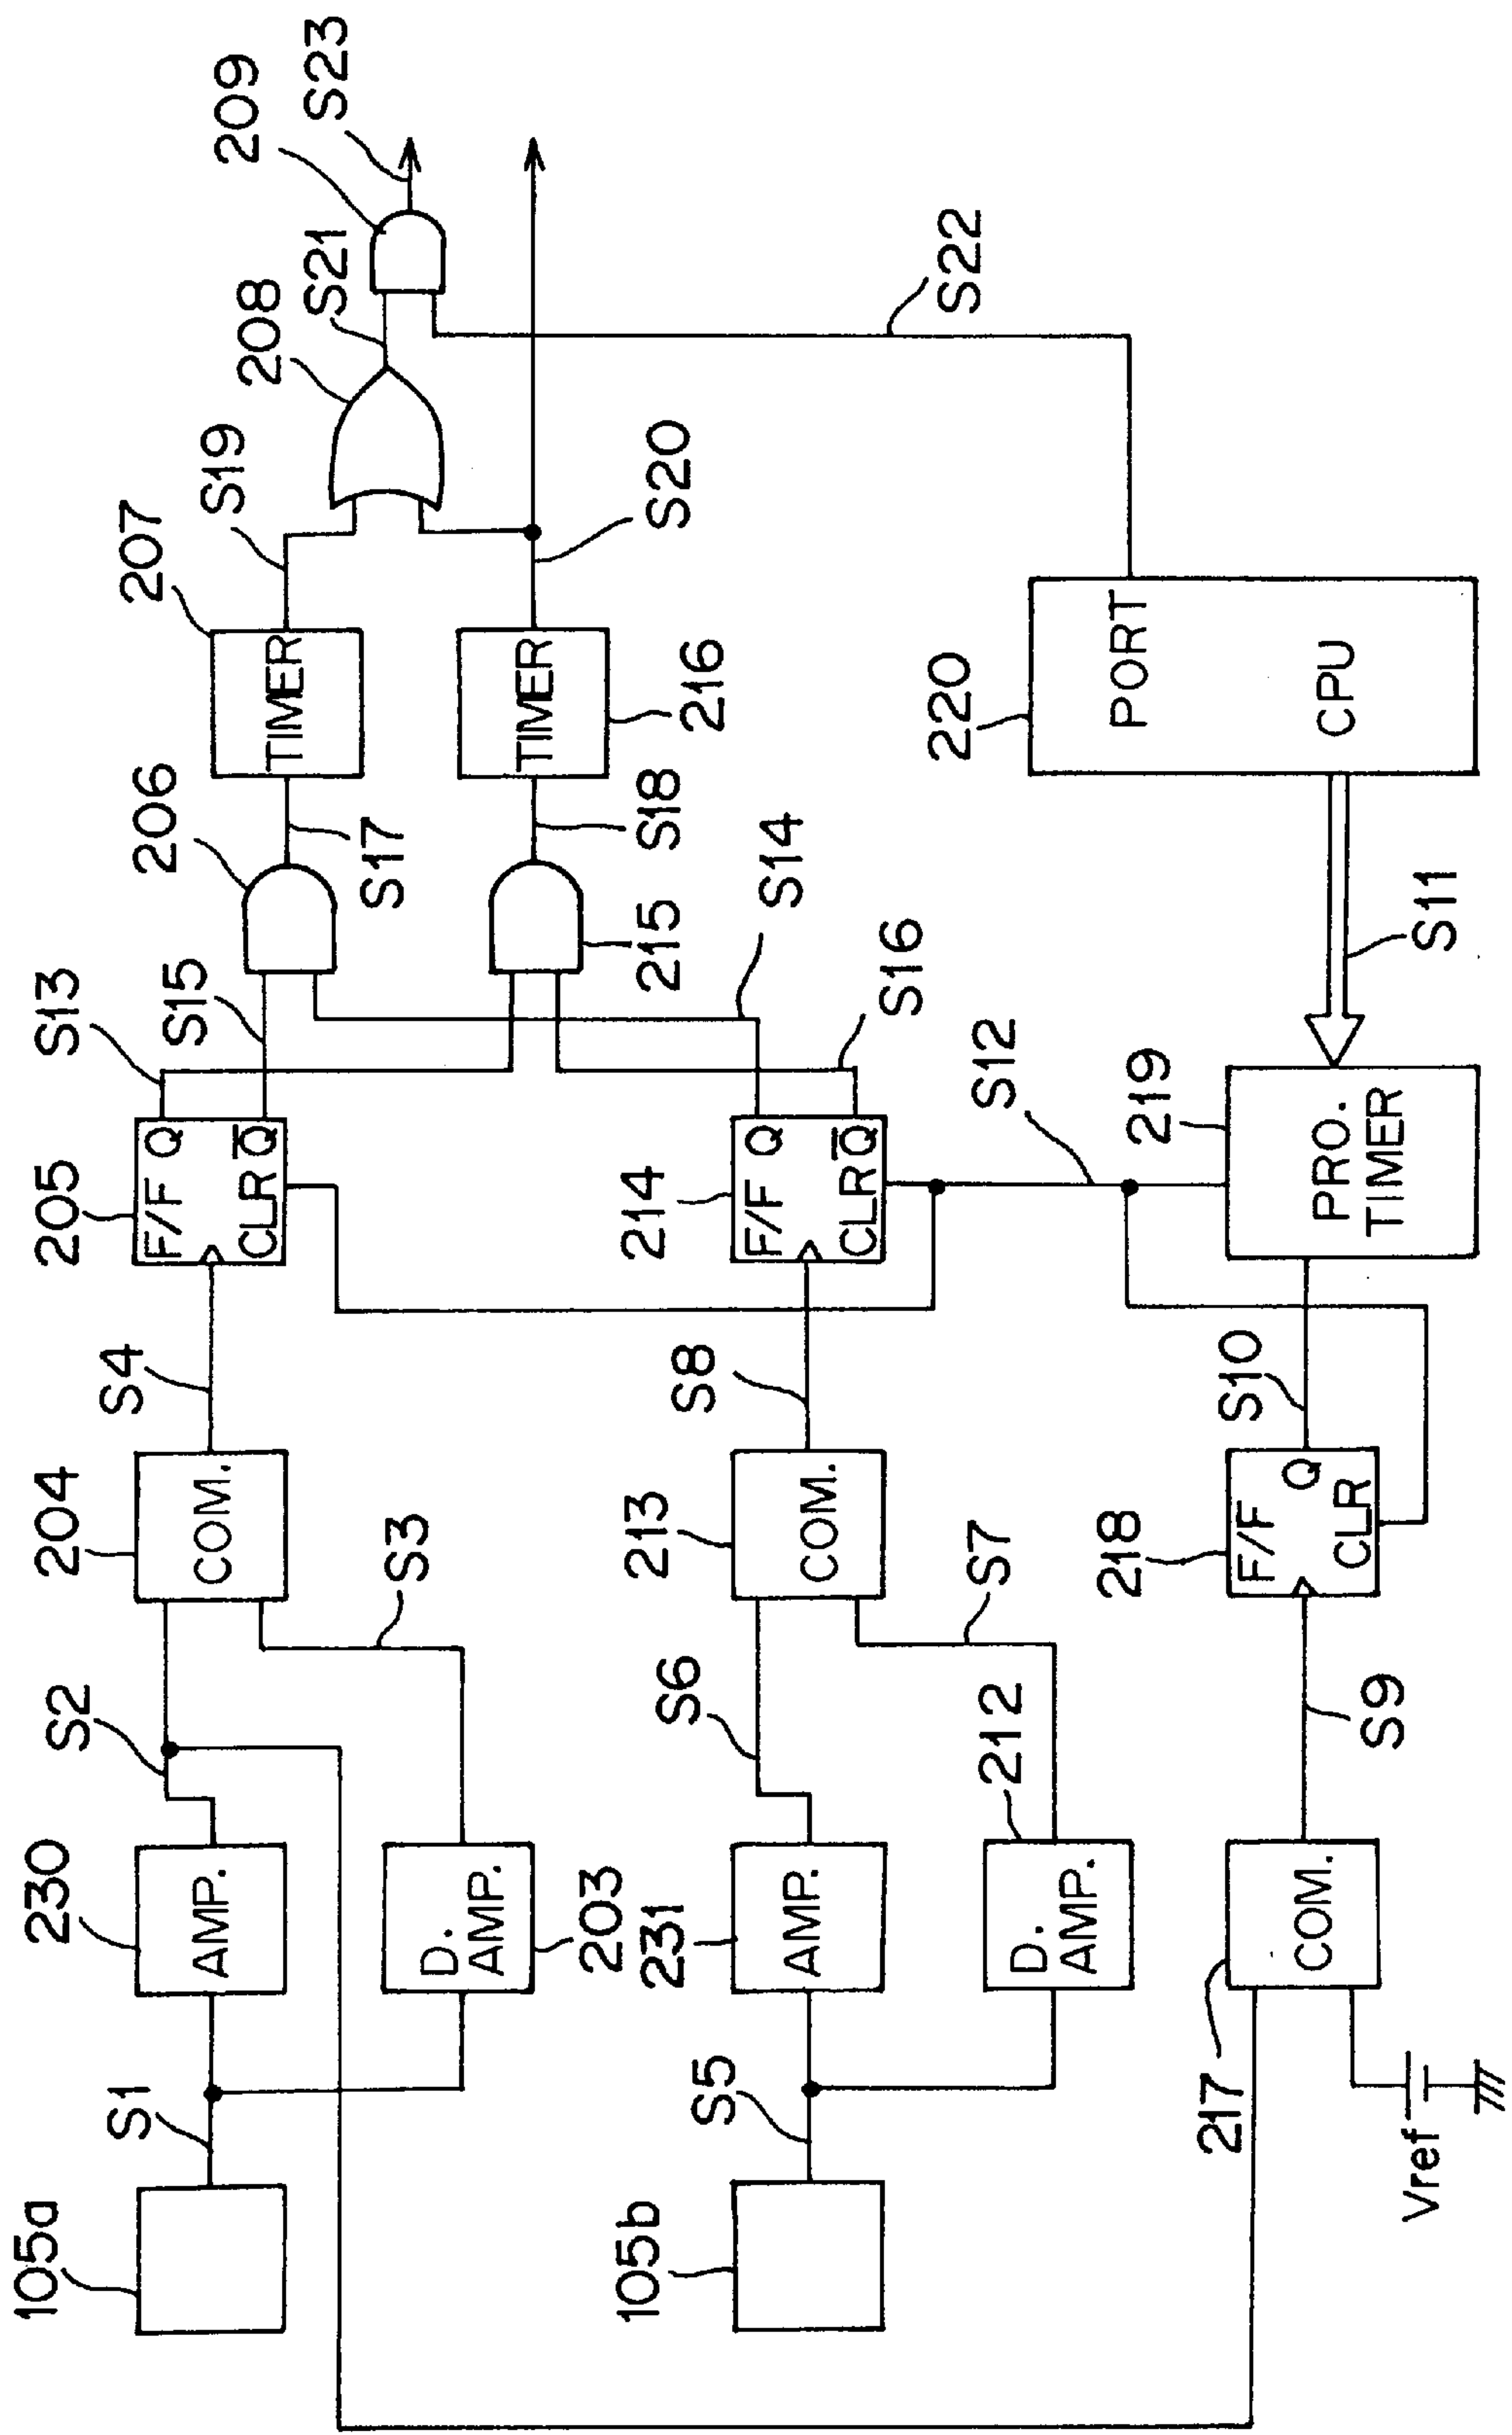 105a
S1
230
AMP.
S2
D.
AMP.
203
S3
204
COM.
S4
205
F/F Q
CLR Q̅
S13
S15
206
S17
207
TIMER
S19
208
S21
209
S23
105b
S5
231
AMP.
S6
D.
AMP.
212
S7
213
COM.
S8
214
F/F Q
CLR Q̅
S14
S16
215
S18
TIMER
216
S20
S22
Vref
217
COM.
S9
218
F/F Q
CLR
S10
S12
219
PRO.
TIMER
S11
220
PORT
CPU